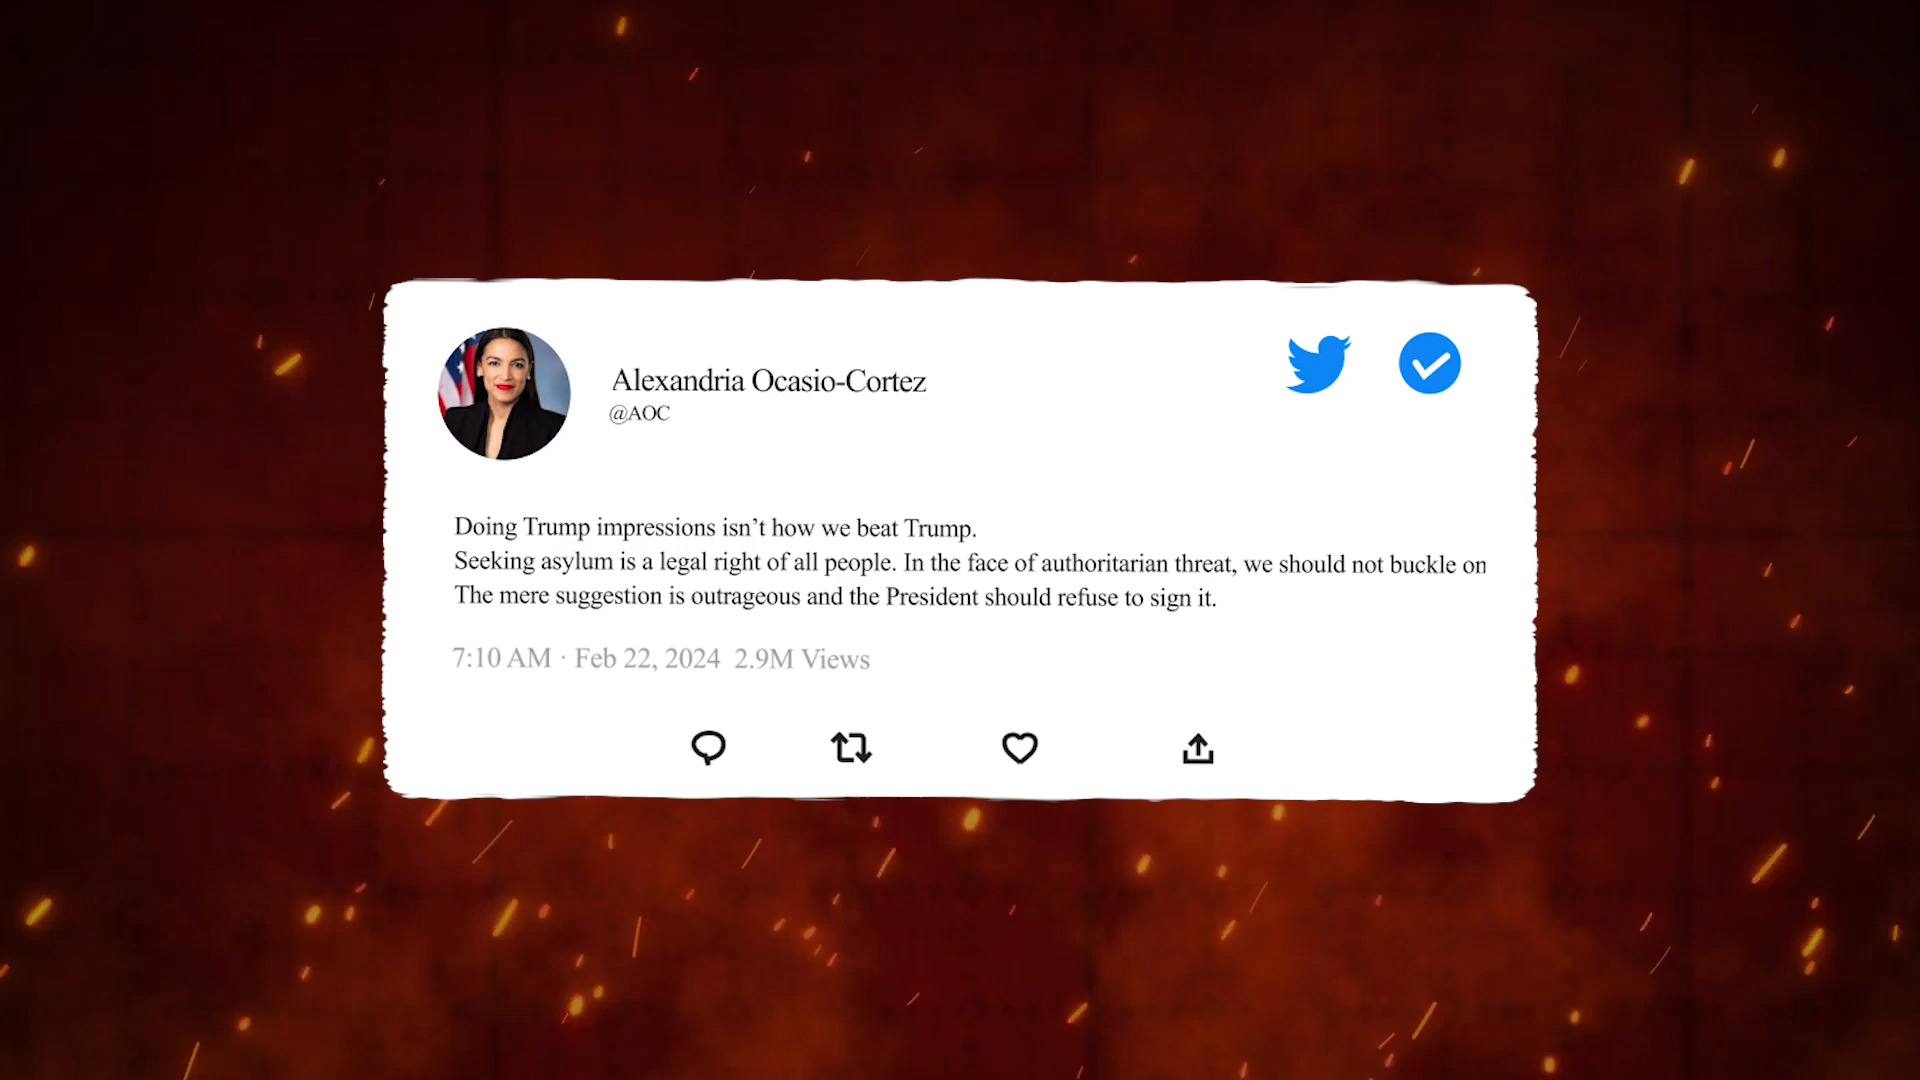 Alexandria Ocasio-Cortez
@AOC
Doing Trump impressions isn’t how we beat Trump.
Seeking asylum is a legal right of all people. In the face of authoritarian threat, we should not buckle on
The mere suggestion is outrageous and the President should refuse to sign it.
7:10 AM · Feb 22, 2024 2.9M Views